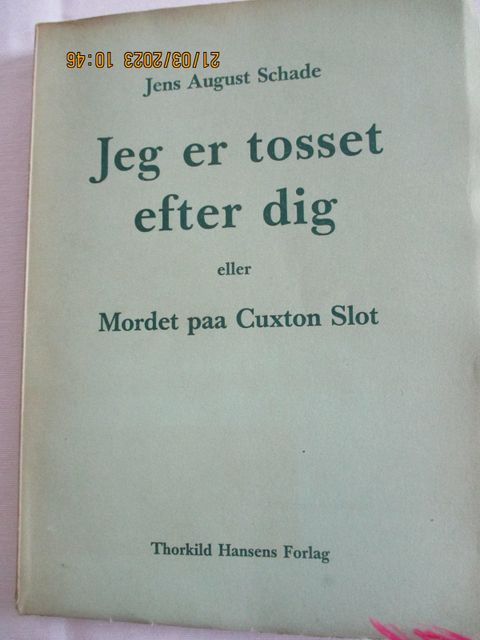 21/03/2023 10:46
Jens August Schade
Jeg er tosset
efter dig
eller
Mordet paa Cuxton Slot
Thorkild Hansens Forlag